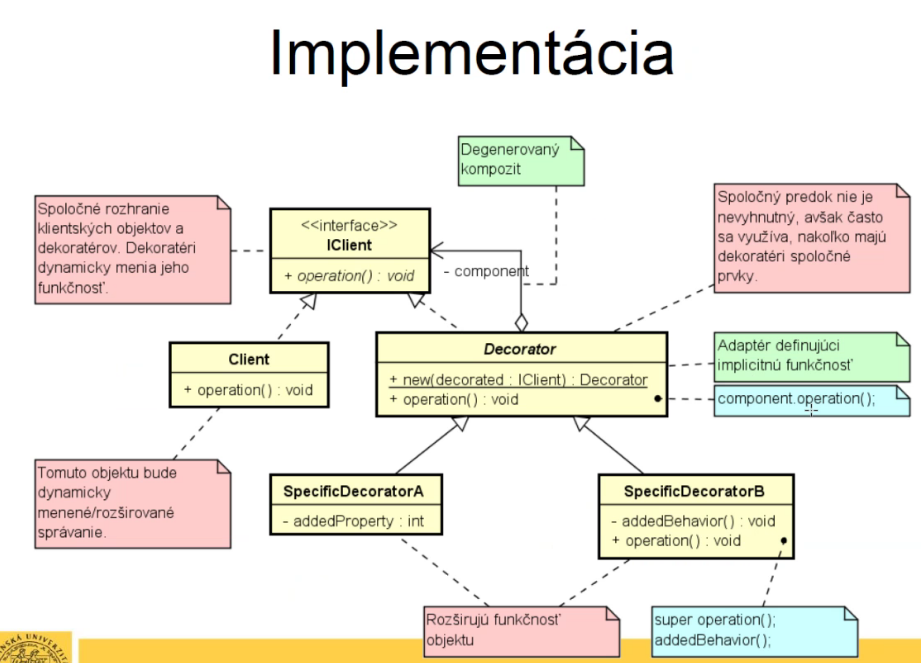 Implementácia
Degenerovaný
kompozit
Spoločné rozhranie
klientských objektov a
dekoratérov. Dekoratéri
dynamicky menia jeho
funkčnosť.
<<interface>>
IClient
+ operation() : void
- component
Spoločný predok nie je
nevyhnutný, avšak často
sa využíva, nakoľko majú
dekoratéri spoločné
prvky.
Client
+ operation() : void
Decorator
+ new(decorated : IClient) : Decorator
+ operation() : void
Adaptér definujúci
implicitnú funkčnosť
component.operation();
Tomuto objektu bude
dynamicky
menené/rozširované
správanie.
SpecificDecoratorA
- addedProperty : int
SpecificDecoratorB
- addedBehavior() : void
+ operation() : void
Rozširujú funkčnosť
objektu
super operation();
addedBehavior();